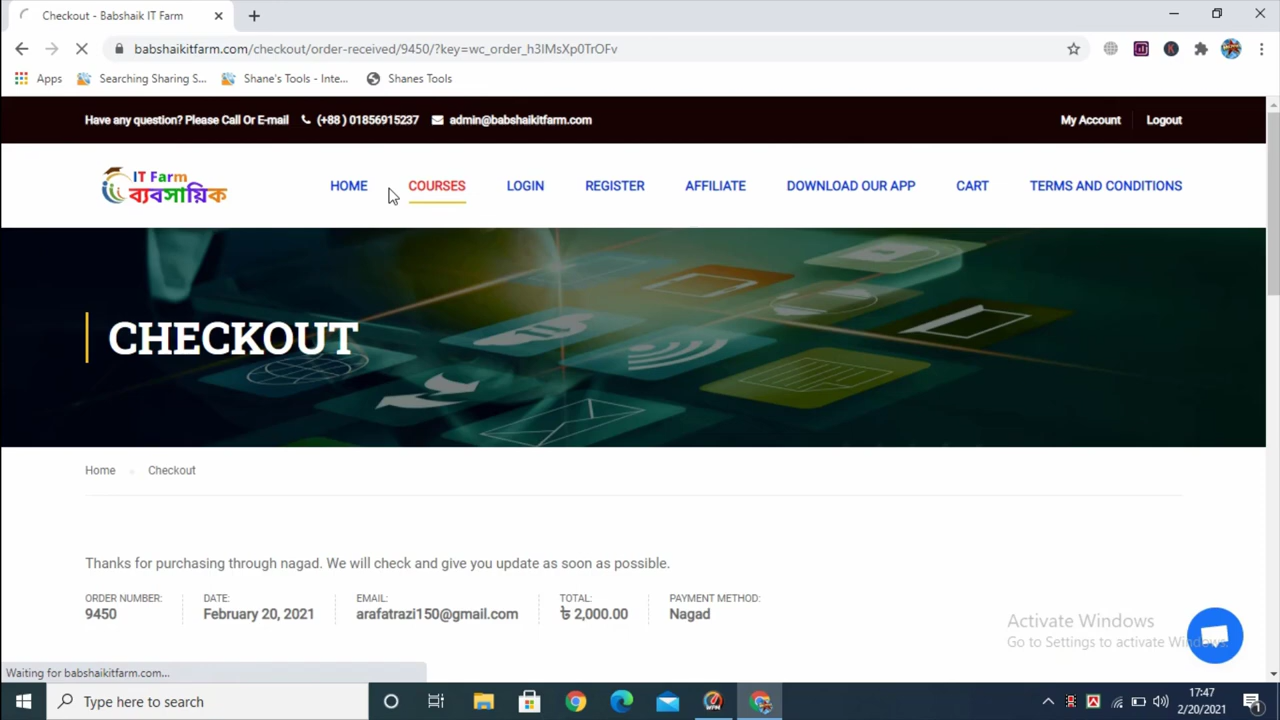 Checkout - Babshaik IT Farm
babshaikitfarm.com/checkout/order-received/9450/?key=wc_order_h3IMsXp0TrOFv
Apps Searching Sharing S... Shane's Tools - Inte... Shanes Tools
Have any question? Please Call Or E-mail (+88 ) 01856915237 admin@babshaikitfarm.com My Account Logout
IT Farm
ব্যবসায়িক
HOME COURSES LOGIN REGISTER AFFILIATE DOWNLOAD OUR APP CART TERMS AND CONDITIONS
CHECKOUT
Home Checkout
Thanks for purchasing through nagad. We will check and give you update as soon as possible.
ORDER NUMBER: DATE: EMAIL: TOTAL: PAYMENT METHOD:
9450 February 20, 2021 arafatrazi150@gmail.com ৳ 2,000.00 Nagad
Activate Windows
Go to Settings to activate Windows.
Waiting for babshaikitfarm.com...
Type here to search
17:47
2/20/2021